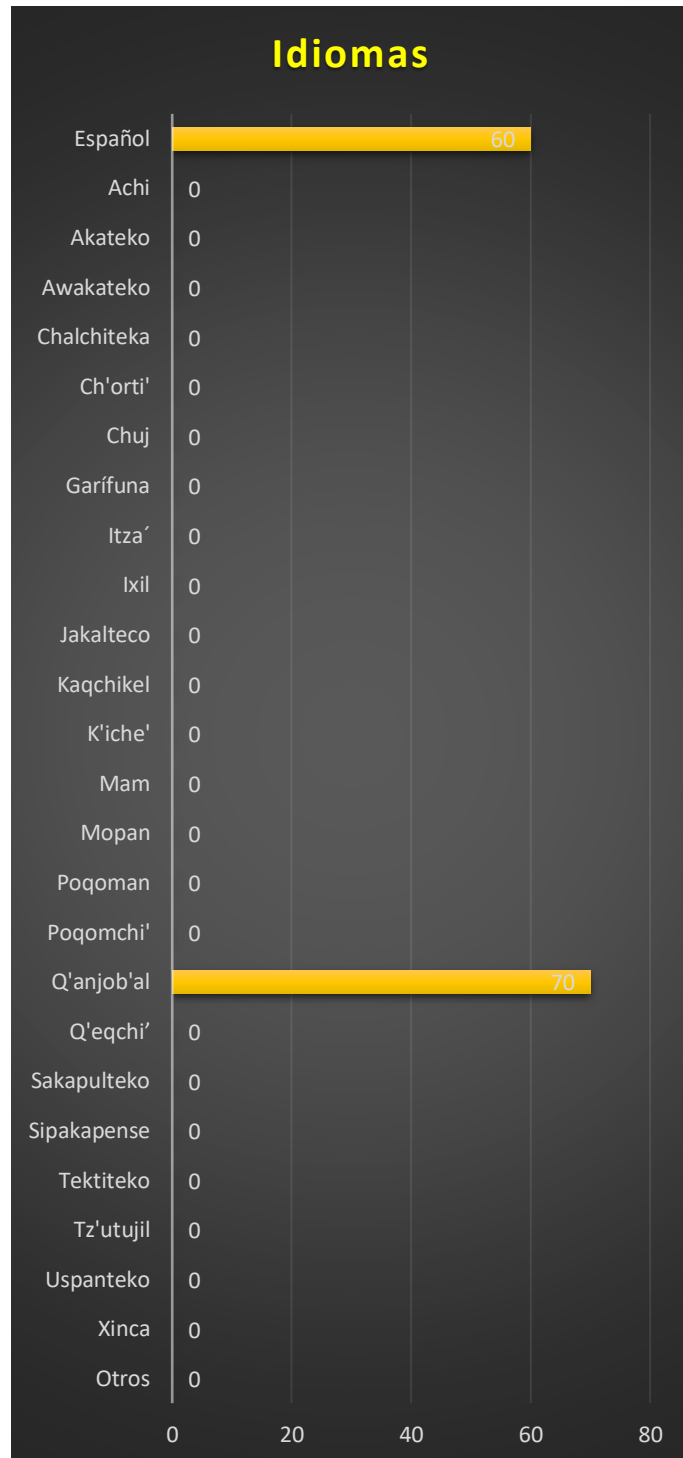 Idiomas
Español 60
Achi 0
Akateko 0
Awakateko 0
Chalchiteka 0
Ch'orti' 0
Chuj 0
Garífuna 0
Itza´ 0
Ixil 0
Jakalteco 0
Kaqchikel 0
K'iche' 0
Mam 0
Mopan 0
Poqoman 0
Poqomchi' 0
Q'anjob'al 70
Q'eqchi’ 0
Sakapulteko 0
Sipakapense 0
Tektiteko 0
Tz'utujil 0
Uspanteko 0
Xinca 0
Otros 0
0 20 40 60 80